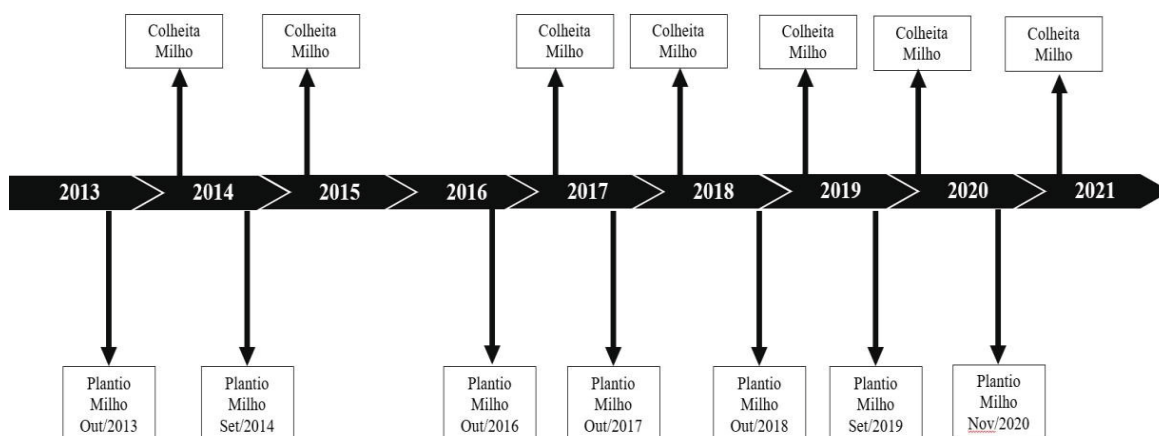 Colheita
Milho
Colheita
Milho
Colheita
Milho
Colheita
Milho
Colheita
Milho
Colheita
Milho
Colheita
Milho
2013
2014
2015
2016
2017
2018
2019
2020
2021
Plantio
Milho
Out/2013
Plantio
Milho
Set/2014
Plantio
Milho
Out/2016
Plantio
Milho
Out/2017
Plantio
Milho
Out/2018
Plantio
Milho
Set/2019
Plantio
Milho
Nov/2020